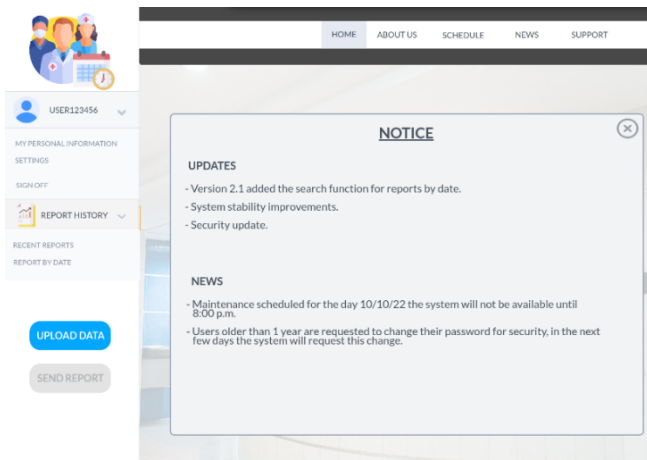 HOME ABOUT US SCHEDULE NEWS SUPPORT
USER123456
MY PERSONAL INFORMATION
SETTINGS
SIGN OFF
REPORT HISTORY
RECENT REPORTS
REPORT BY DATE
UPLOAD DATA
SEND REPORT
NOTICE
UPDATES
- Version 2.1 added the search function for reports by date.
- System stability improvements.
- Security update.
NEWS
- Maintenance scheduled for the day 10/10/22 the system will not be available until
8:00 p.m.
- Users older than 1 year are requested to change their password for security, in the next
few days the system will request this change.